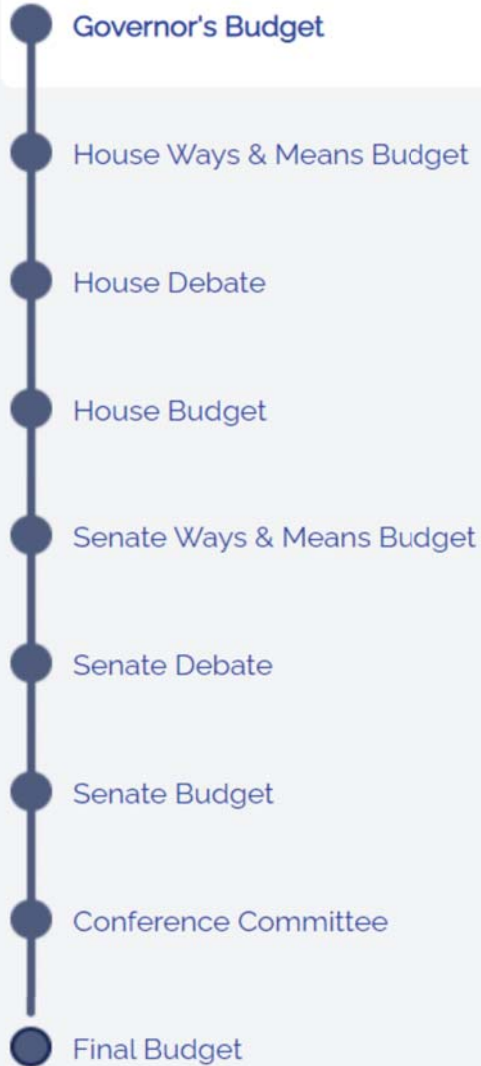 Governor's Budget
House Ways & Means Budget
House Debate
House Budget
Senate Ways & Means Budget
Senate Debate
Senate Budget
Conference Committee
Final Budget